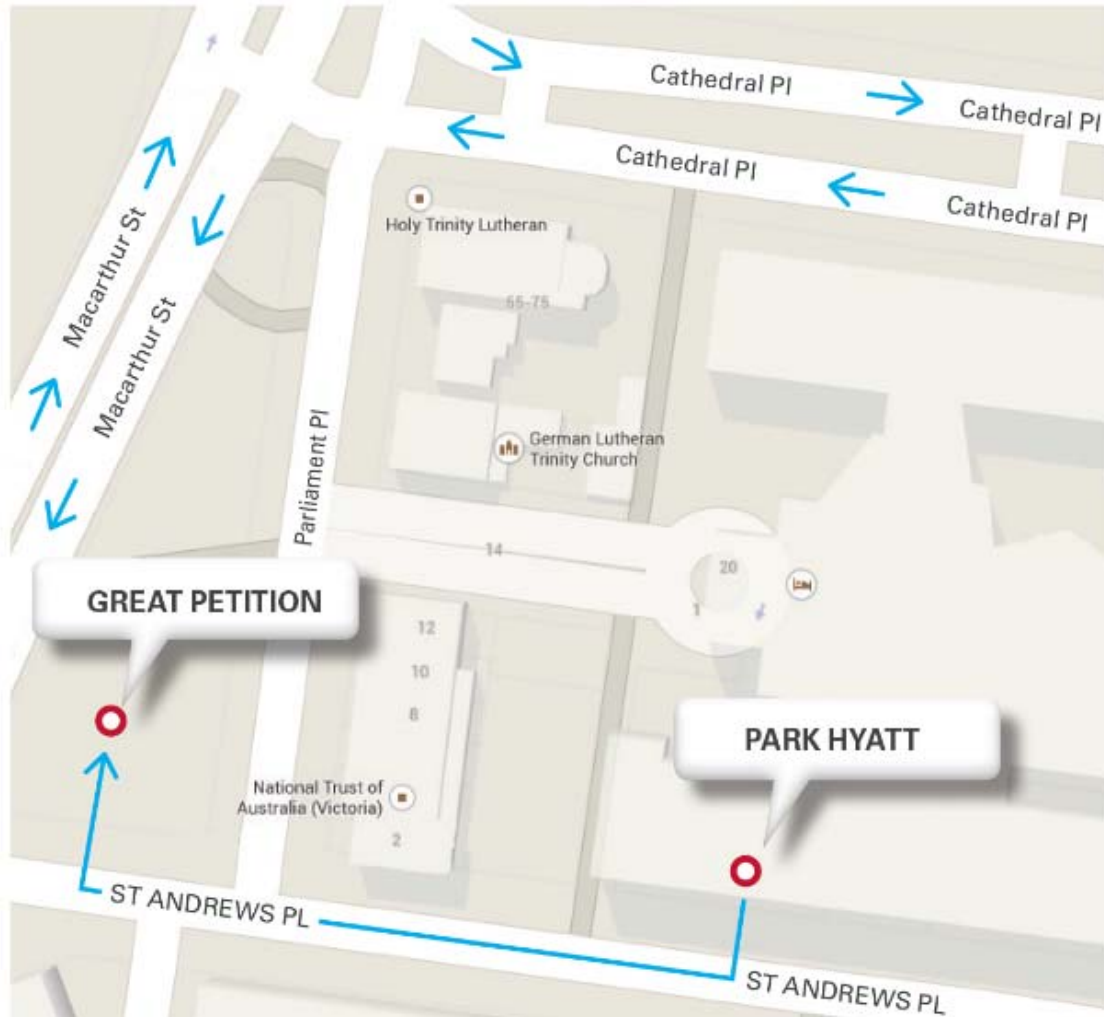 Cathedral Pl
Cathedral Pl
Cathedral Pl
Cathedral Pl
Macarthur St
Macarthur St
Holy Trinity Lutheran
55-75
Parliament Pl
German Lutheran
Trinity Church
14
20
1
GREAT PETITION
12
10
8
PARK HYATT
National Trust of
Australia (Victoria)
2
ST ANDREWS PL
ST ANDREWS PL